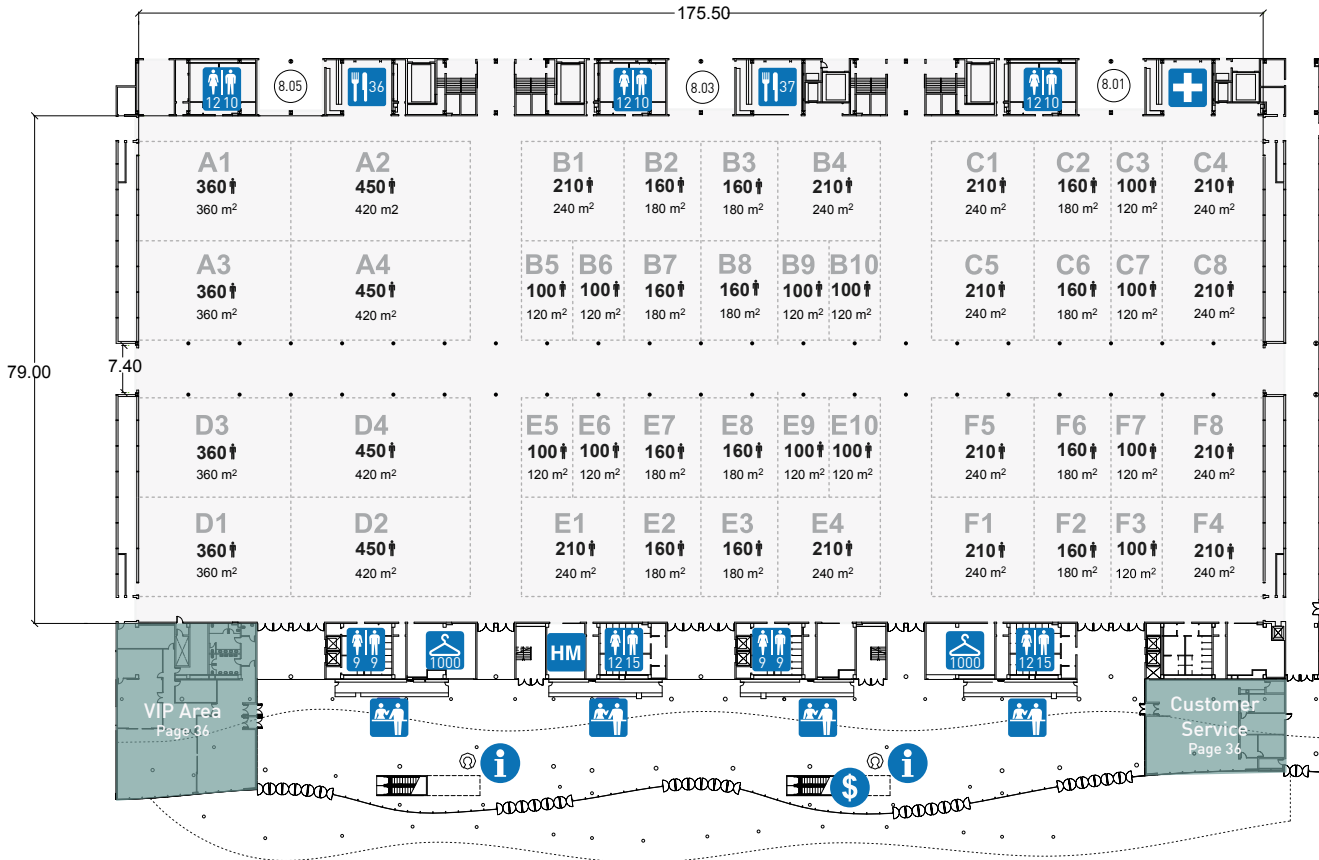 175.50
12 10
8.05
36
12 10
8.03
37
12 10
8.01
79.00
7.40
A1
360
360 m²
A2
450
420 m2
B1
210
240 m²
B2
160
180 m²
B3
160
180 m²
B4
210
240 m²
C1
210
240 m²
C2
160
180 m²
C3
100
120 m²
C4
210
240 m²
A3
360
360 m²
A4
450
420 m²
B5
100
120 m²
B6
100
120 m²
B7
160
180 m²
B8
160
180 m²
B9
100
120 m²
B10
100
120 m²
C5
210
240 m²
C6
160
180 m²
C7
100
120 m²
C8
210
240 m²
D3
360
360 m²
D4
450
420 m²
E5
100
120 m²
E6
100
120 m²
E7
160
180 m²
E8
160
180 m²
E9
100
120 m²
E10
100
120 m²
F5
210
240 m²
F6
160
180 m²
F7
100
120 m²
F8
210
240 m²
D1
360
360 m²
D2
450
420 m²
E1
210
240 m²
E2
160
180 m²
E3
160
180 m²
E4
210
240 m²
F1
210
240 m²
F2
160
180 m²
F3
100
120 m²
F4
210
240 m²
9 9
1000
HM
12 15
9 9
1000
12 15
VIP Area
Page 36
Customer
Service
Page 36
i
$
i